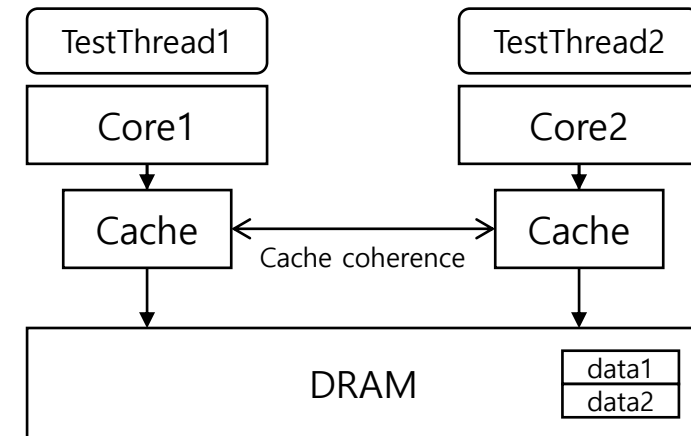 TestThread1
TestThread2
Core1
Core2
Cache
Cache
Cache coherence
DRAM
data1
data2